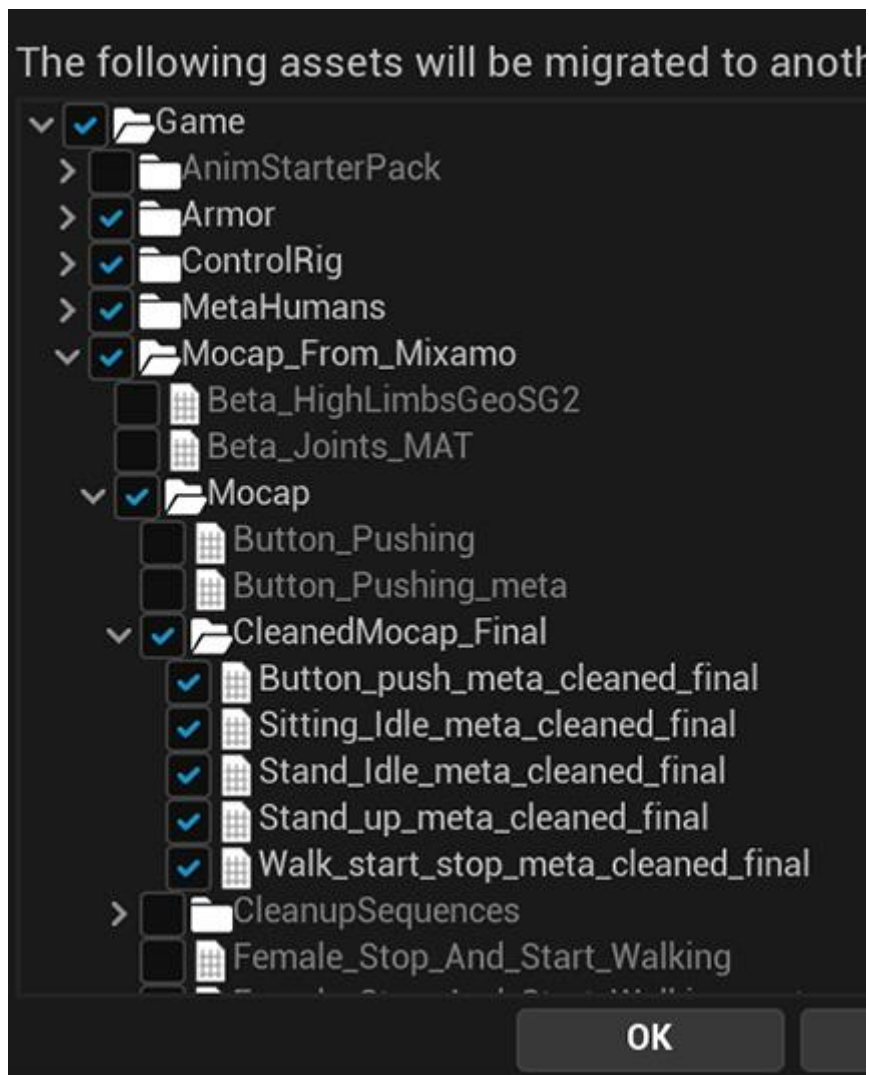 The following assets will be migrated to anoth
Game
AnimStarterPack
Armor
ControlRig
MetaHumans
Mocap_From_Mixamo
Beta_HighLimbsGeoSG2
Beta_Joints_MAT
Mocap
Button_Pushing
Button_Pushing_meta
CleanedMocap_Final
Button_push_meta_cleaned_final
Sitting_Idle_meta_cleaned_final
Stand_Idle_meta_cleaned_final
Stand_up_meta_cleaned_final
Walk_start_stop_meta_cleaned_final
CleanupSequences
Female_Stop_And_Start_Walking
OK